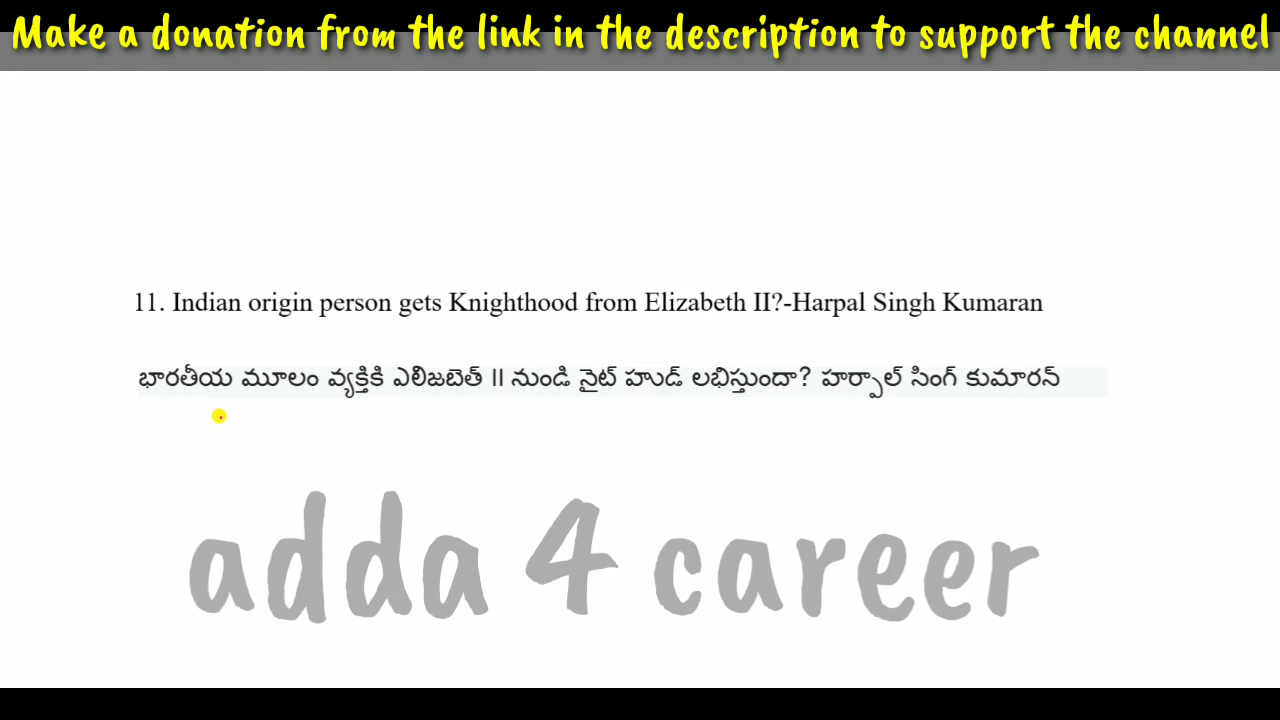 Make a donation from the link in the description to support the channel
11. Indian origin person gets Knighthood from Elizabeth II?-Harpal Singh Kumaran
భారతీయ మూలం వ్యక్తికి ఎలిజబెత్ II నుండి నైట్ హుడ్ లభిస్తుందా? హర్పాల్ సింగ్ కుమారన్
adda 4 career